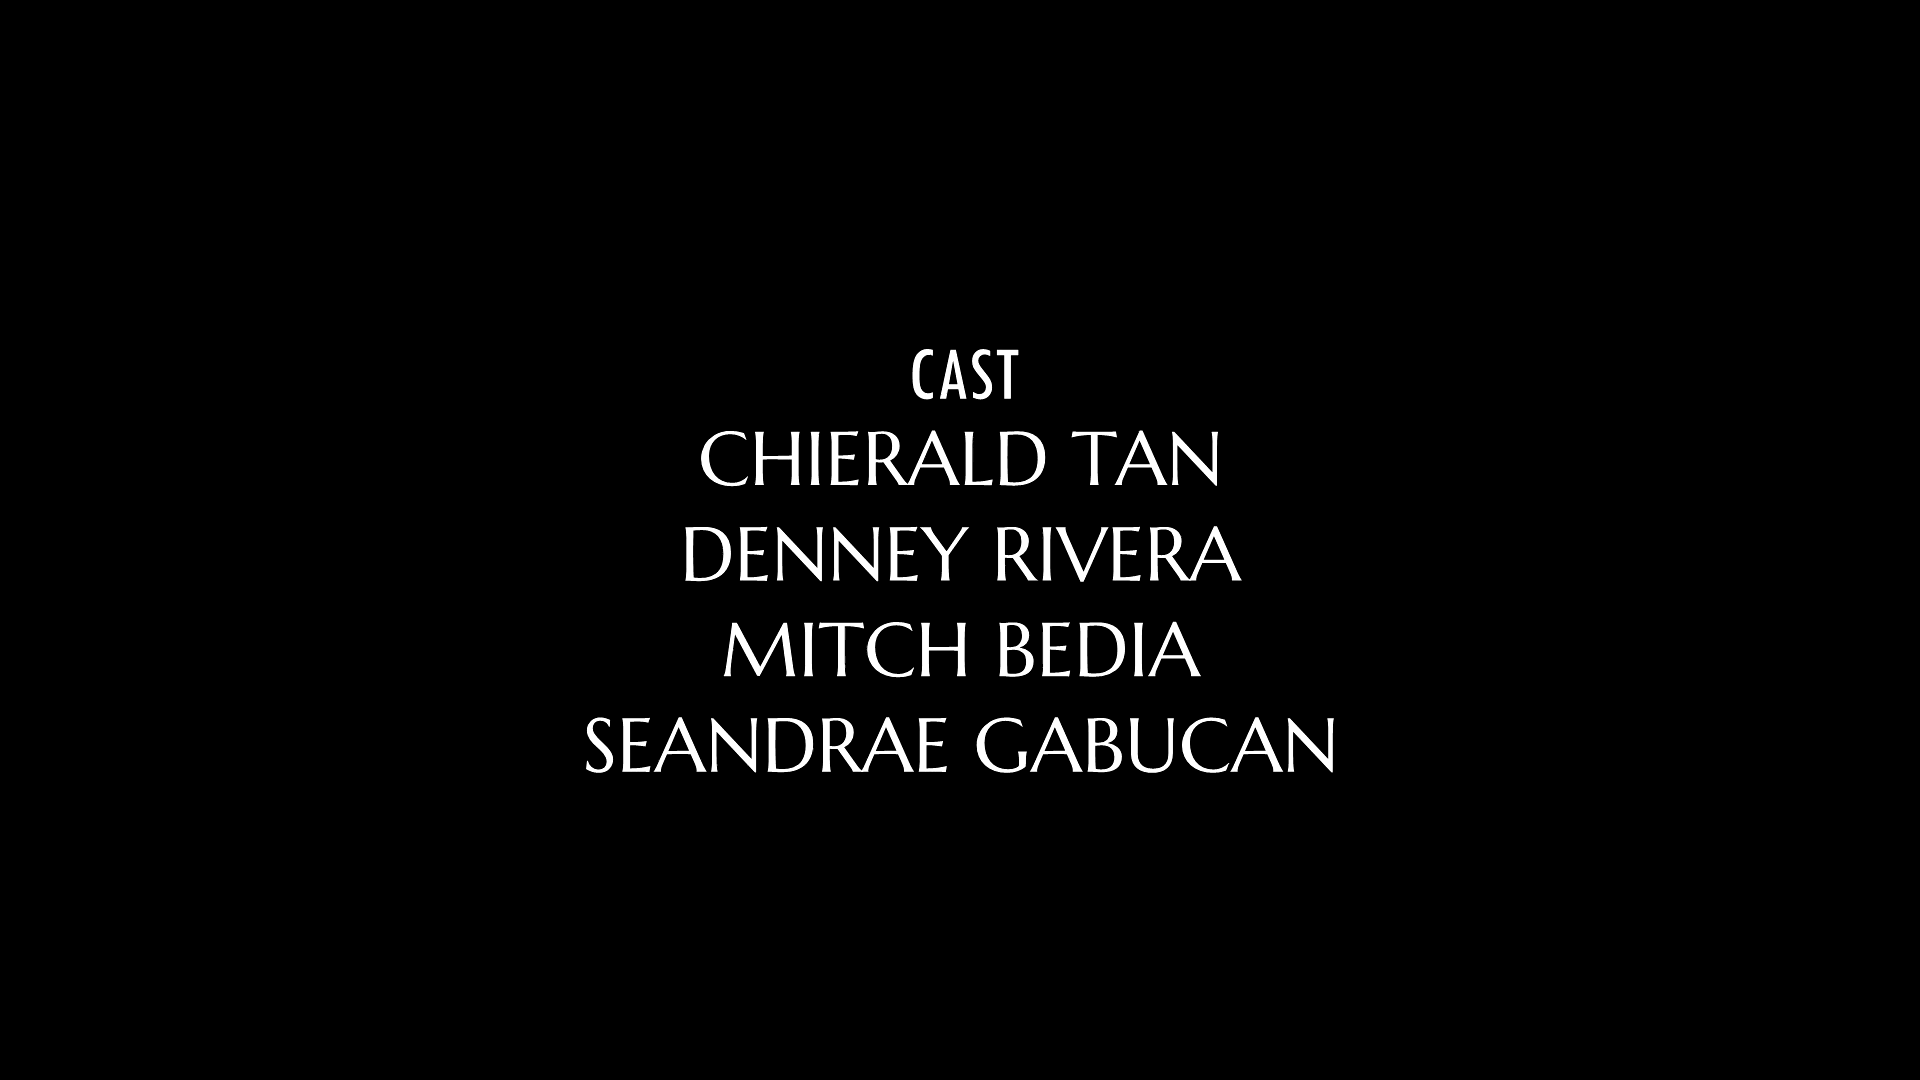 CAST
CHIERALD TAN
DENNEY RIVERA
MITCH BEDIA
SEANDRAE GABUCAN